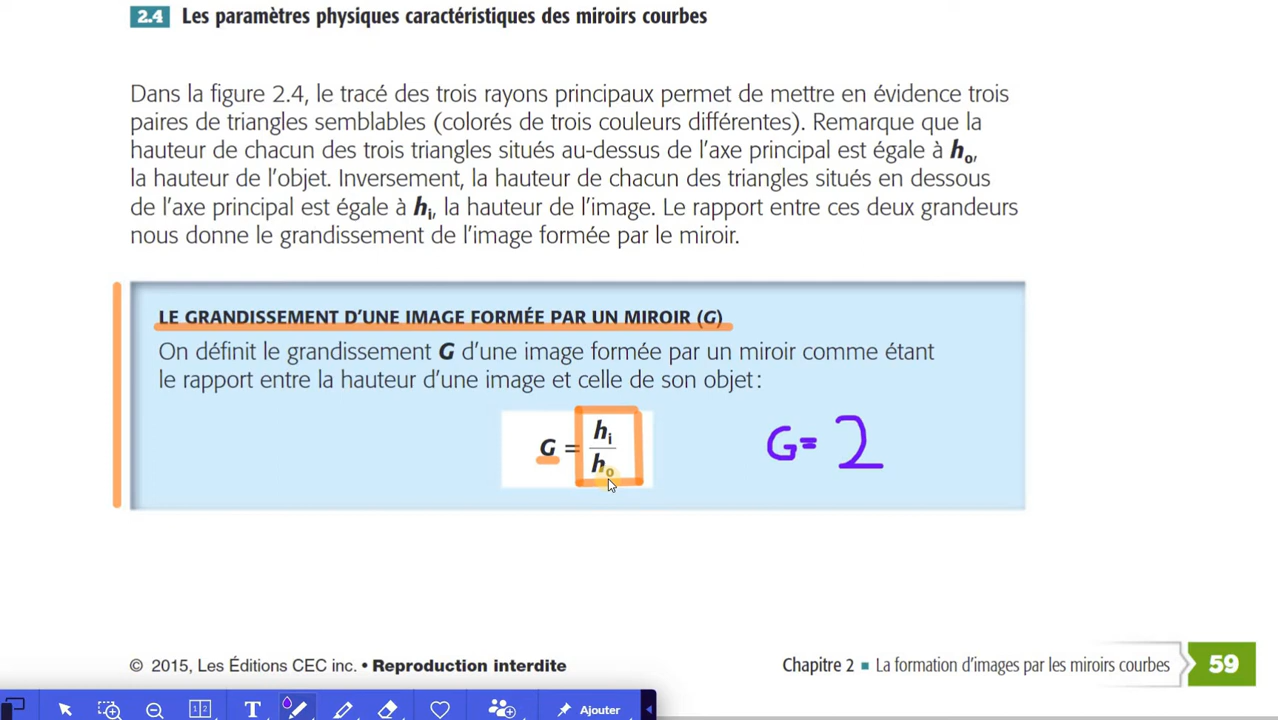 2.4 Les paramètres physiques caractéristiques des miroirs courbes
Dans la figure 2.4, le tracé des trois rayons principaux permet de mettre en évidence trois
paires de triangles semblables (colorés de trois couleurs différentes). Remarque que la
hauteur de chacun des trois triangles situés au-dessus de l'axe principal est égale à ho,
la hauteur de l'objet. Inversement, la hauteur de chacun des triangles situés en dessous
de l'axe principal est égale à hi, la hauteur de l'image. Le rapport entre ces deux grandeurs
nous donne le grandissement de l'image formée par le miroir.
LE GRANDISSEMENT D'UNE IMAGE FORMÉE PAR UN MIROIR (G)
On définit le grandissement G d'une image formée par un miroir comme étant
le rapport entre la hauteur d'une image et celle de son objet :
G = hi/ho
G = 2
© 2015, Les Éditions CEC inc. • Reproduction interdite
Chapitre 2 ■ La formation d'images par les miroirs courbes 59
1 2 T Ajouter